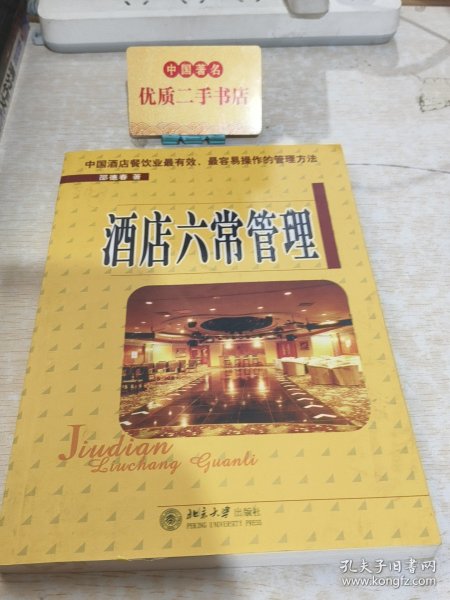 中国著名
优质二手书店
中国酒店餐饮业最有效、最容易操作的管理方法
邵德春 著
酒店六常管理
Jiudian
Liuchang Guanli
北京大学出版社
PEKING UNIVERSITY PRESS
孔夫子旧书网
www.kongfz.com